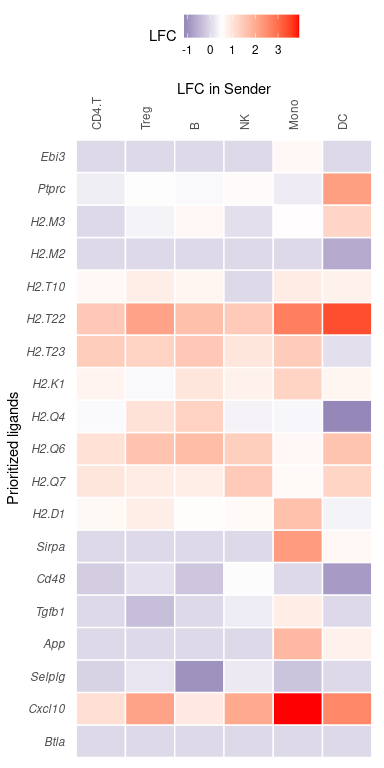 LFC
-1 0 1 2 3
LFC in Sender
CD4.T Treg B NK Mono DC
Prioritized ligands
Ebi3
Ptprc
H2.M3
H2.M2
H2.T10
H2.T22
H2.T23
H2.K1
H2.Q4
H2.Q6
H2.Q7
H2.D1
Sirpa
Cd48
Tgfb1
App
Selplg
Cxcl10
Btla